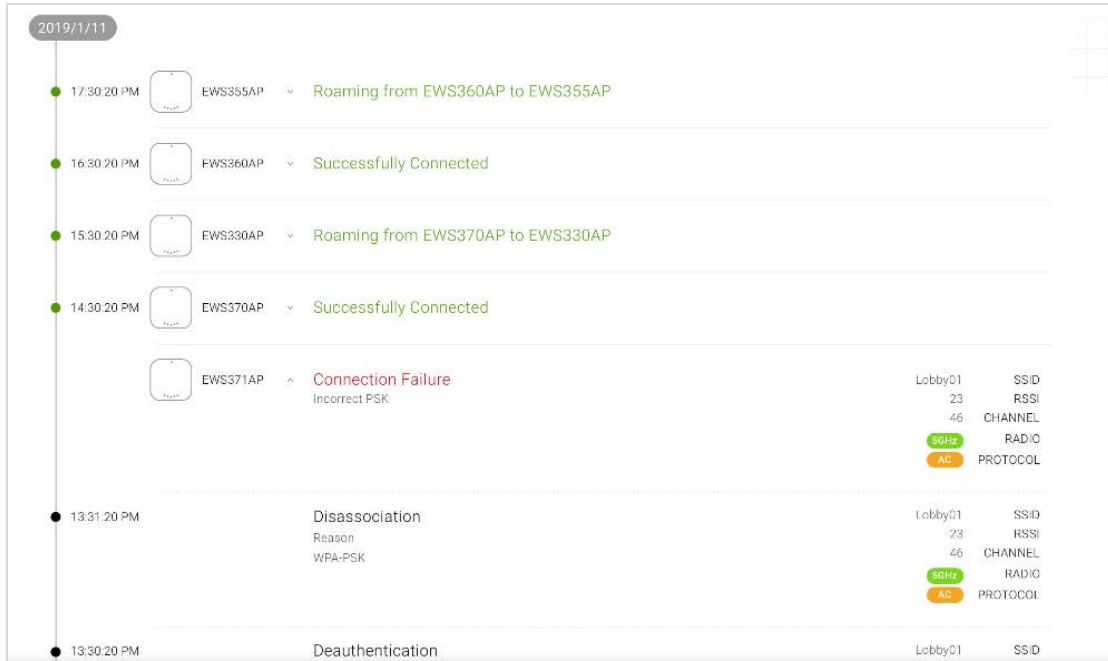 2019/1/11
17:30:20 PM EWS355AP Roaming from EWS360AP to EWS355AP
16:30:20 PM EWS360AP Successfully Connected
15:30:20 PM EWS330AP Roaming from EWS370AP to EWS330AP
14:30:20 PM EWS370AP Successfully Connected
EWS371AP Connection Failure Lobby01 SSID
Incorrect PSK 23 RSSI
46 CHANNEL
5GHz RADIO
AC PROTOCOL
13:31:20 PM Disassociation Lobby01 SSID
Reason 23 RSSI
WPA-PSK 46 CHANNEL
5GHz RADIO
AC PROTOCOL
13:30:20 PM Deauthentication Lobby01 SSID